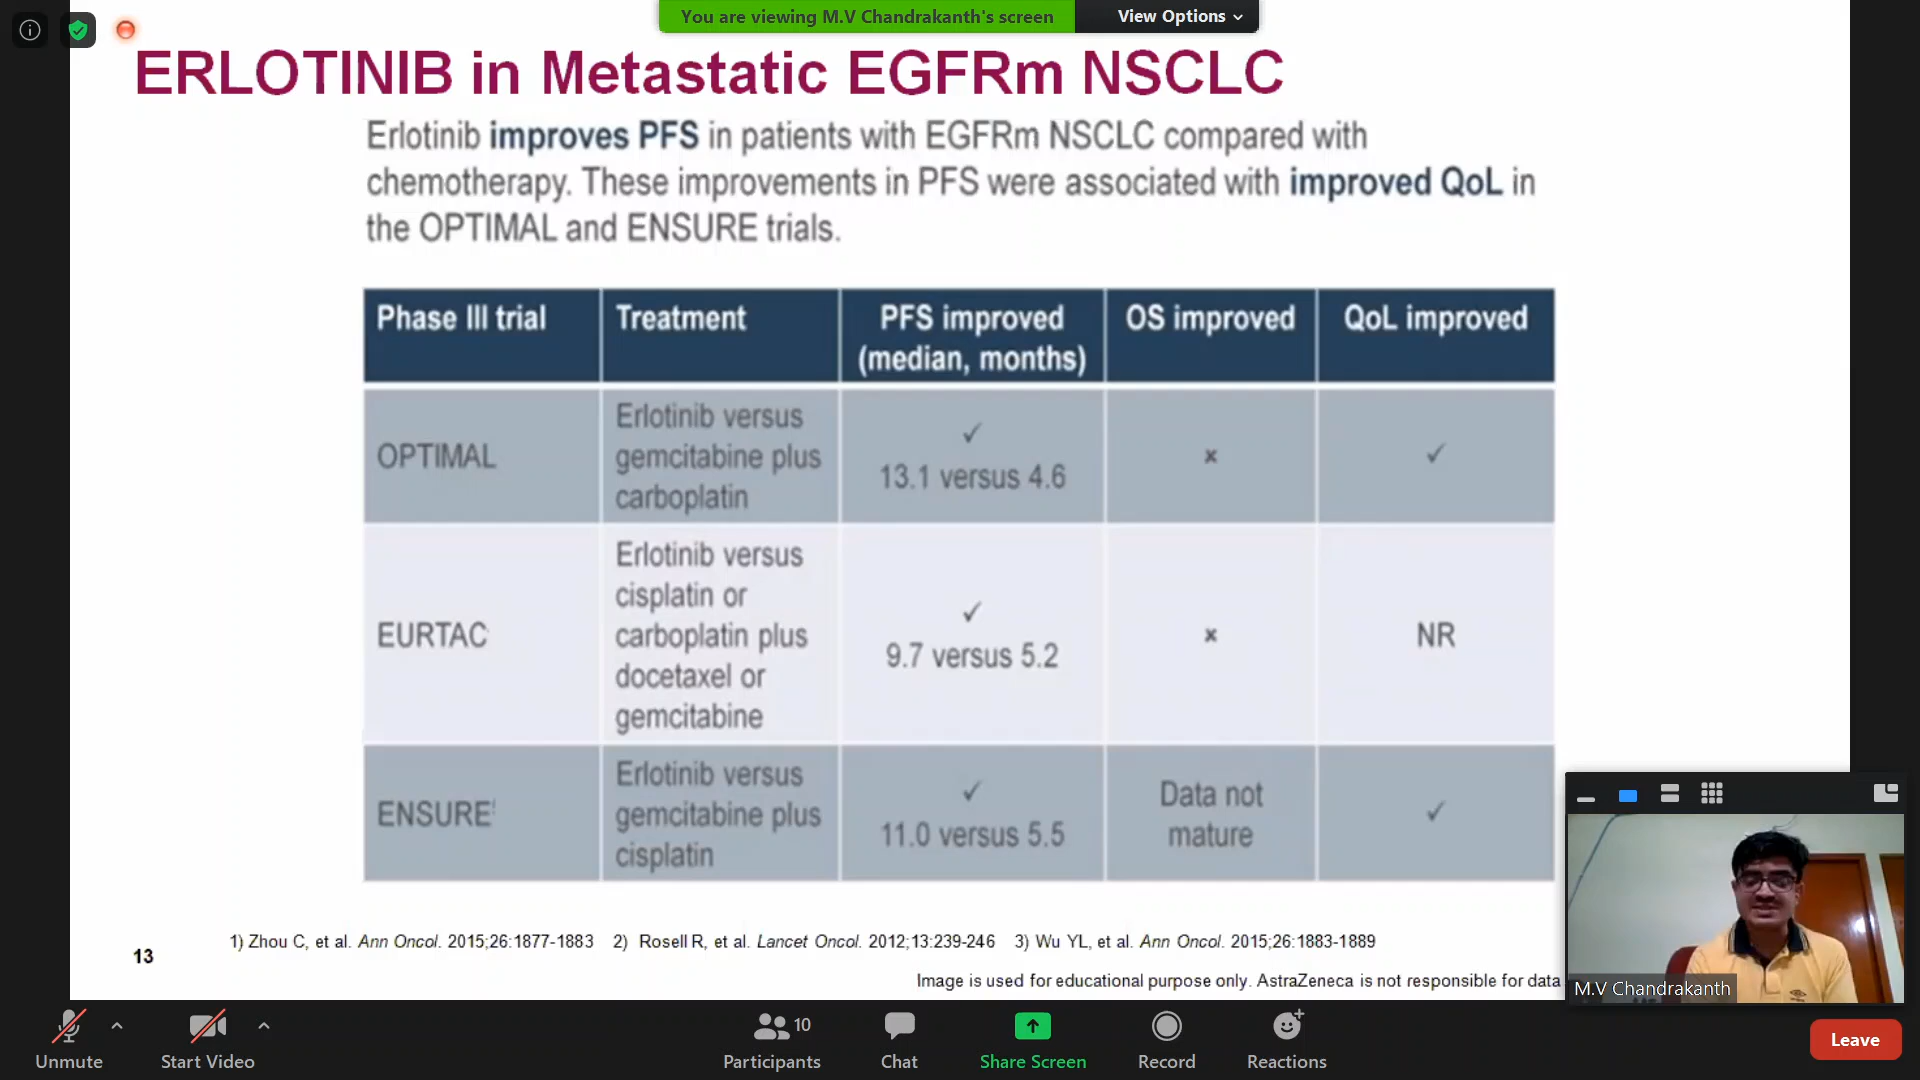 You are viewing M.V Chandrakanth's screen
View Options
ERLOTINIB in Metastatic EGFRm NSCLC
Erlotinib improves PFS in patients with EGFRm NSCLC compared with
chemotherapy. These improvements in PFS were associated with improved QoL in
the OPTIMAL and ENSURE trials.
Phase III trial
Treatment
PFS improved
(median, months)
OS improved
QoL improved
OPTIMAL
Erlotinib versus
gemcitabine plus
carboplatin
✓
13.1 versus 4.6
x
✓
EURTAC
Erlotinib versus
cisplatin or
carboplatin plus
docetaxel or
gemcitabine
✓
9.7 versus 5.2
x
NR
ENSURE
Erlotinib versus
gemcitabine plus
cisplatin
✓
11.0 versus 5.5
Data not
mature
✓
1) Zhou C, et al. Ann Oncol. 2015;26:1877-1883 2) Rosell R, et al. Lancet Oncol. 2012;13:239-246 3) Wu YL, et al. Ann Oncol. 2015;26:1883-1889
13
Image is used for educational purpose only. AstraZeneca is not responsible for data
M.V Chandrakanth
Unmute
Start Video
10
Participants
Chat
Share Screen
Record
Reactions
Leave